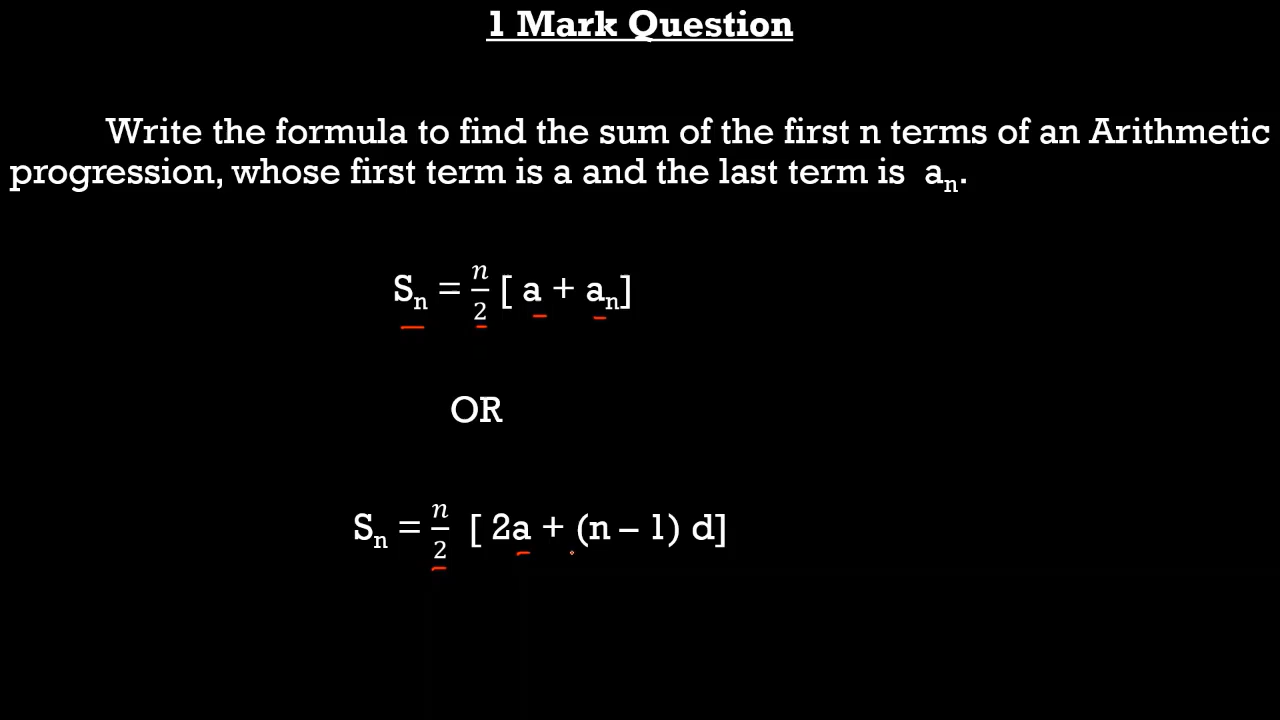 1 Mark Question
Write the formula to find the sum of the first n terms of an Arithmetic
progression, whose first term is a and the last term is aₙ.
Sₙ = n/2 [ a + aₙ]
OR
Sₙ = n/2 [ 2a + (n – 1) d]